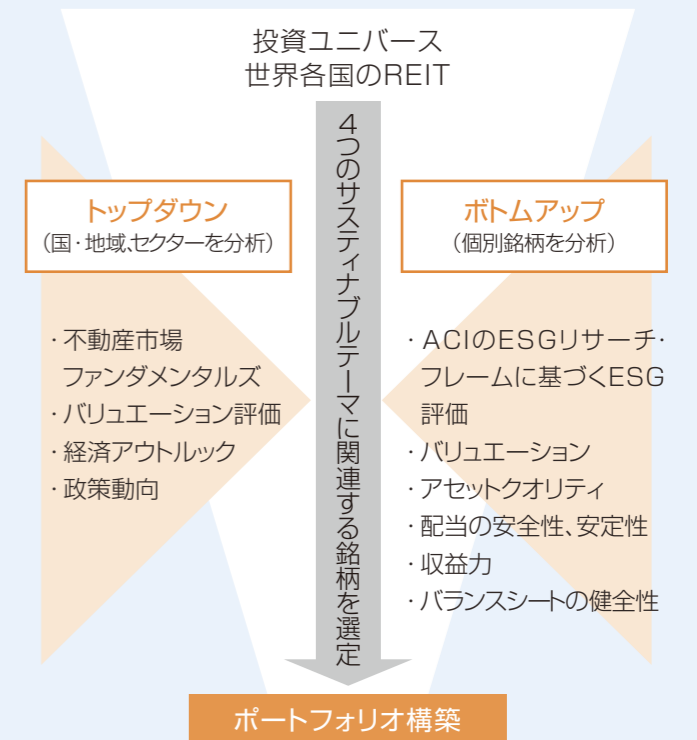 投資ユニバース
世界各国のREIT
4つのサスティナブルテーマに関連する銘柄を選定
トップダウン
（国・地域、セクターを分析）
・不動産市場
ファンダメンタルズ
・バリュエーション評価
・経済アウトルック
・政策動向
ボトムアップ
（個別銘柄を分析）
・ACIのESGリサーチ・
フレームに基づくESG
評価
・バリュエーション
・アセットクオリティ
・配当の安全性、安定性
・収益力
・バランスシートの健全性
ポートフォリオ構築